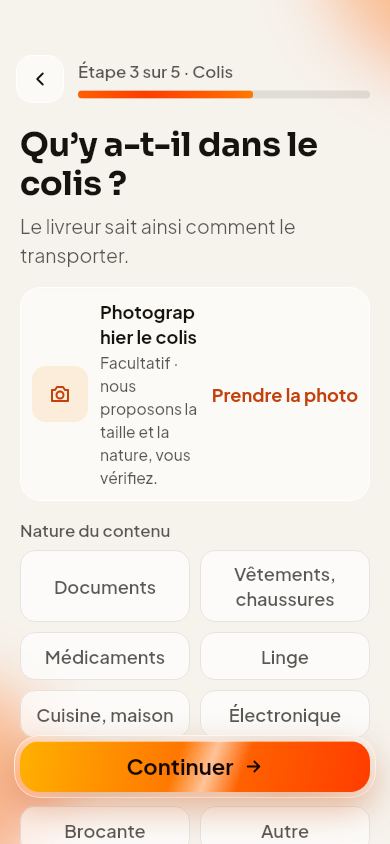 Étape 3 sur 5 · Colis
Qu’y a-t-il dans le
colis ?
Le livreur sait ainsi comment le
transporter.
Photograp
hier le colis
Facultatif ·
nous
proposons la
taille et la
nature, vous
vérifiez.
Prendre la photo
Nature du contenu
Documents
Vêtements,
chaussures
Médicaments
Linge
Cuisine, maison
Électronique
Continuer →
Brocante
Autre